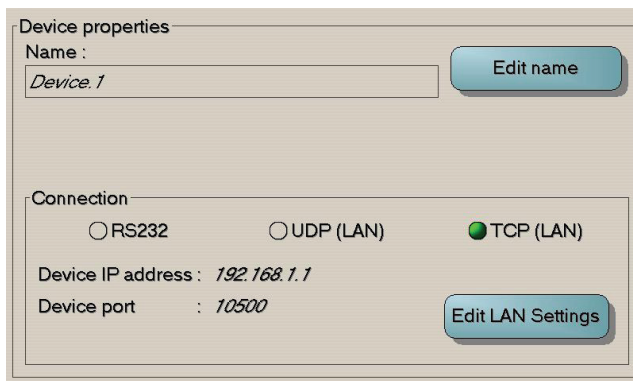 Device properties
Name :
Device.1
Edit name
Connection
RS232 UDP (LAN) TCP (LAN)
Device IP address : 192.168.1.1
Device port : 10500
Edit LAN Settings